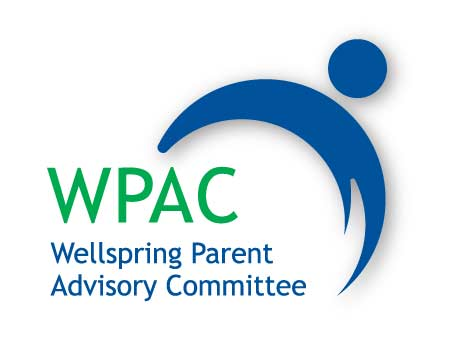 WPAC
Wellspring Parent
Advisory Committee